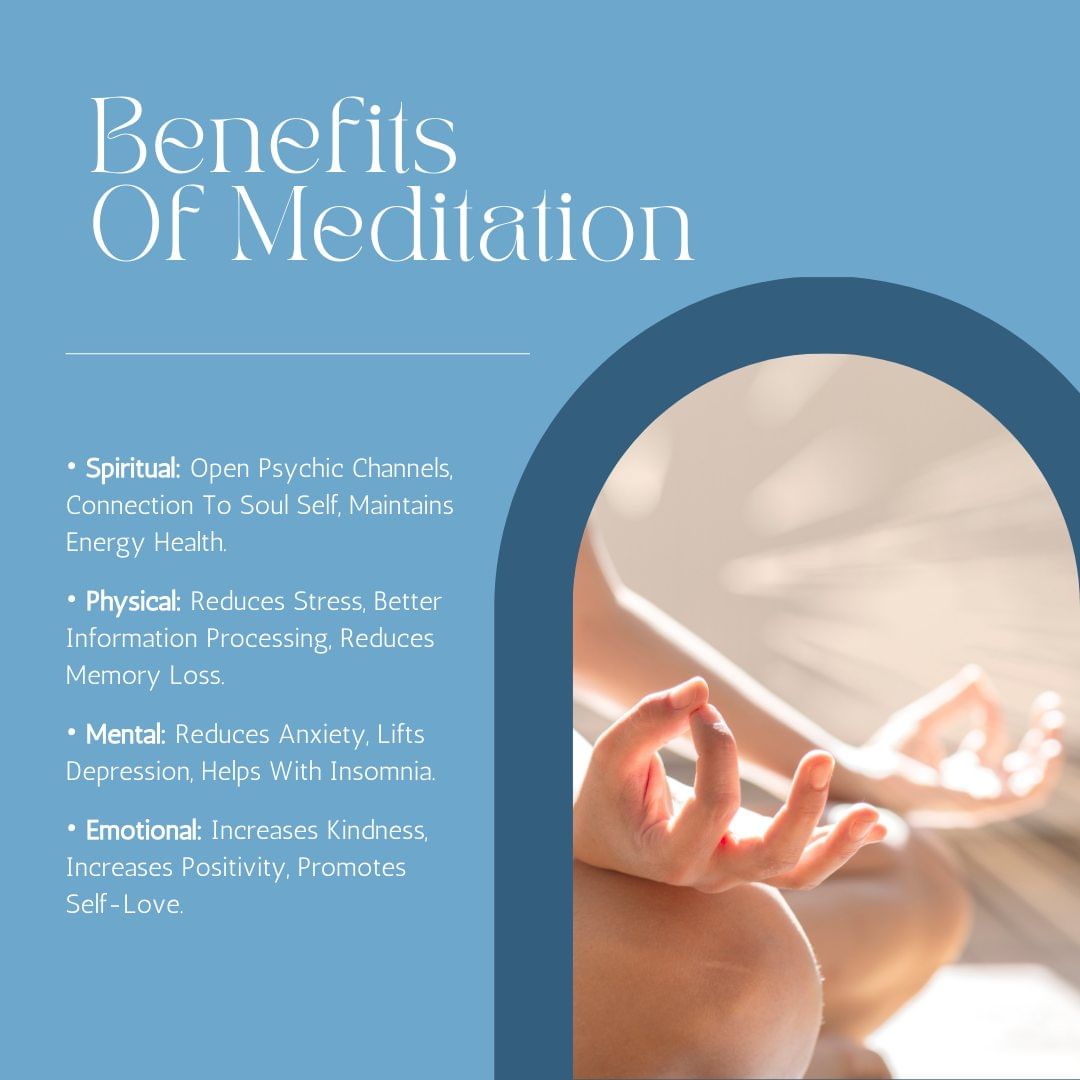 Benefits
Of Meditation
• Spiritual: Open Psychic Channels,
Connection To Soul Self, Maintains
Energy Health.
• Physical: Reduces Stress, Better
Information Processing, Reduces
Memory Loss.
• Mental: Reduces Anxiety, Lifts
Depression, Helps With Insomnia.
• Emotional: Increases Kindness,
Increases Positivity, Promotes
Self-Love.